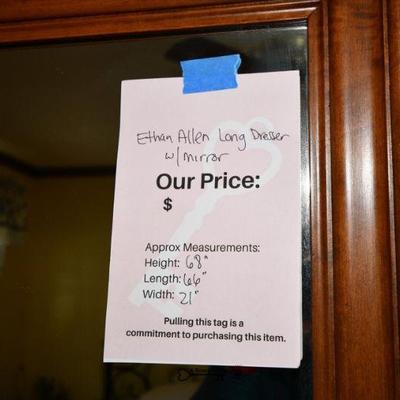 Ethan Allen Long Dresser
w/mirror
Our Price:
$
Approx Measurements:
Height: 68"
Length: 66"
Width: 21"
Pulling this tag is a
commitment to purchasing this item.